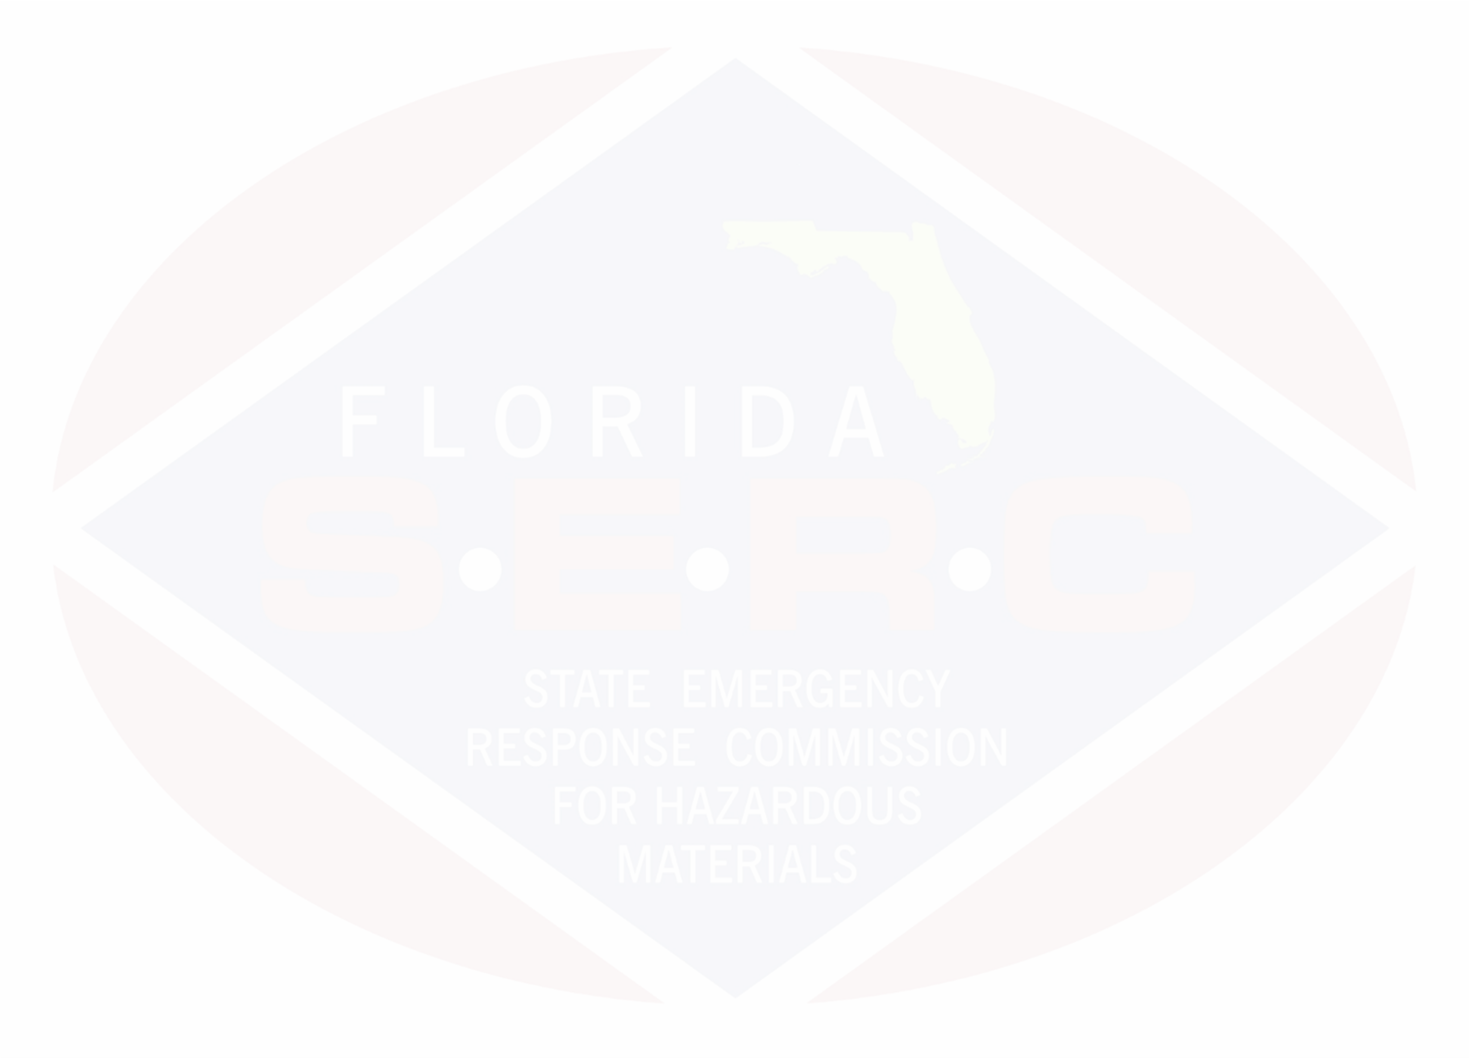 FLORIDA
S•E•R•C
STATE EMERGENCY
RESPONSE COMMISSION
FOR HAZARDOUS
MATERIALS